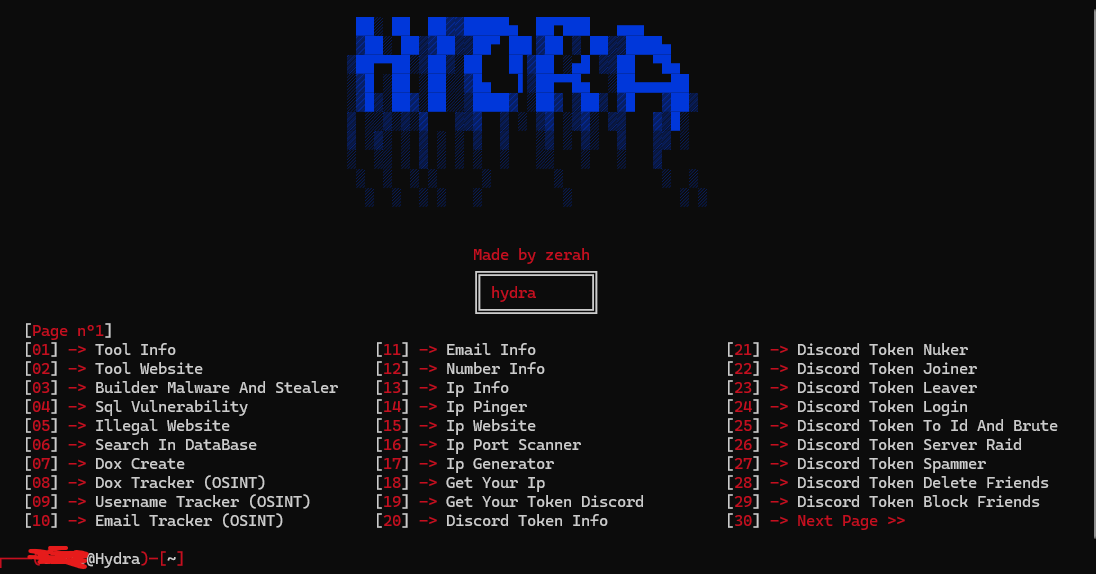 HYDRA
Made by zerah
hydra
[Page n°1]
[01] -> Tool Info [11] -> Email Info [21] -> Discord Token Nuker
[02] -> Tool Website [12] -> Number Info [22] -> Discord Token Joiner
[03] -> Builder Malware And Stealer [13] -> Ip Info [23] -> Discord Token Leaver
[04] -> Sql Vulnerability [14] -> Ip Pinger [24] -> Discord Token Login
[05] -> Illegal Website [15] -> Ip Website [25] -> Discord Token To Id And Brute
[06] -> Search In DataBase [16] -> Ip Port Scanner [26] -> Discord Token Server Raid
[07] -> Dox Create [17] -> Ip Generator [27] -> Discord Token Spammer
[08] -> Dox Tracker (OSINT) [18] -> Get Your Ip [28] -> Discord Token Delete Friends
[09] -> Username Tracker (OSINT) [19] -> Get Your Token Discord [29] -> Discord Token Block Friends
[10] -> Email Tracker (OSINT) [20] -> Discord Token Info [30] -> Next Page >>
@Hydra)-[~]